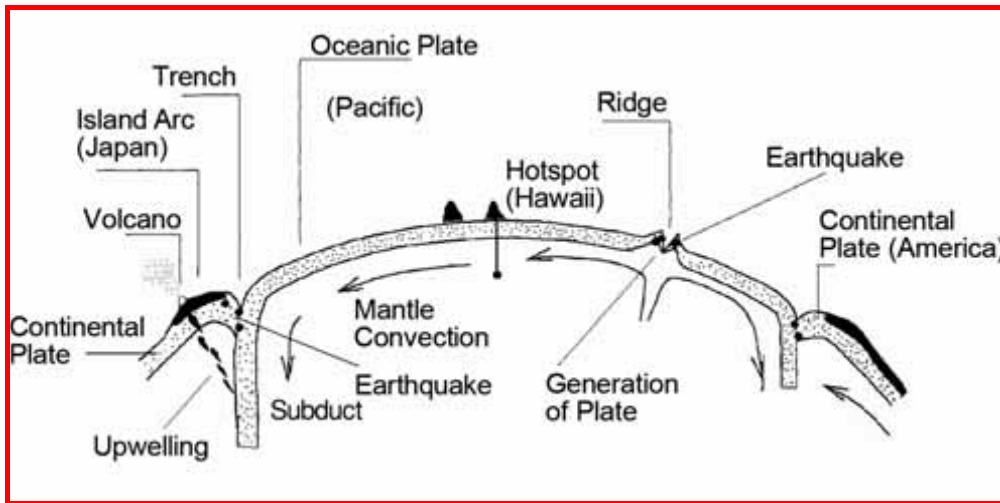 Oceanic Plate
(Pacific)
Trench
Island Arc
(Japan)
Volcano
Continental
Plate
Upwelling
Subduct
Earthquake
Mantle
Convection
Hotspot
(Hawaii)
Ridge
Earthquake
Continental
Plate (America)
Generation
of Plate